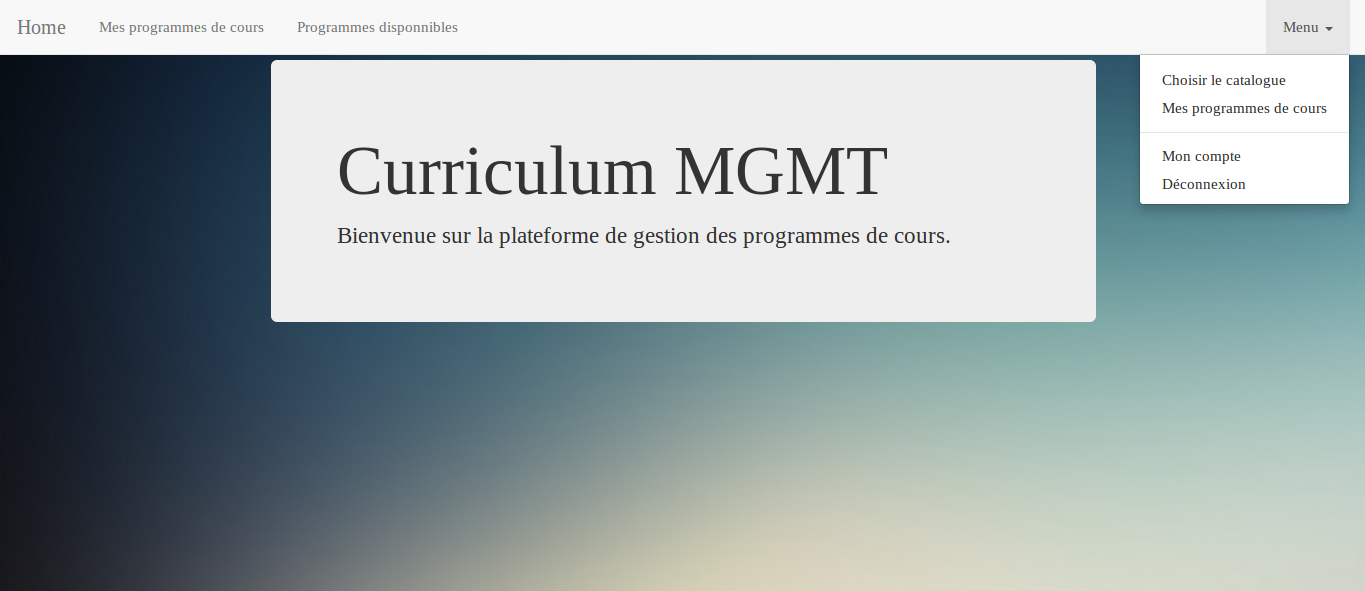 Home Mes programmes de cours Programmes disponnibles Menu
Choisir le catalogue
Mes programmes de cours
Mon compte
Déconnexion
Curriculum MGMT
Bienvenue sur la plateforme de gestion des programmes de cours.